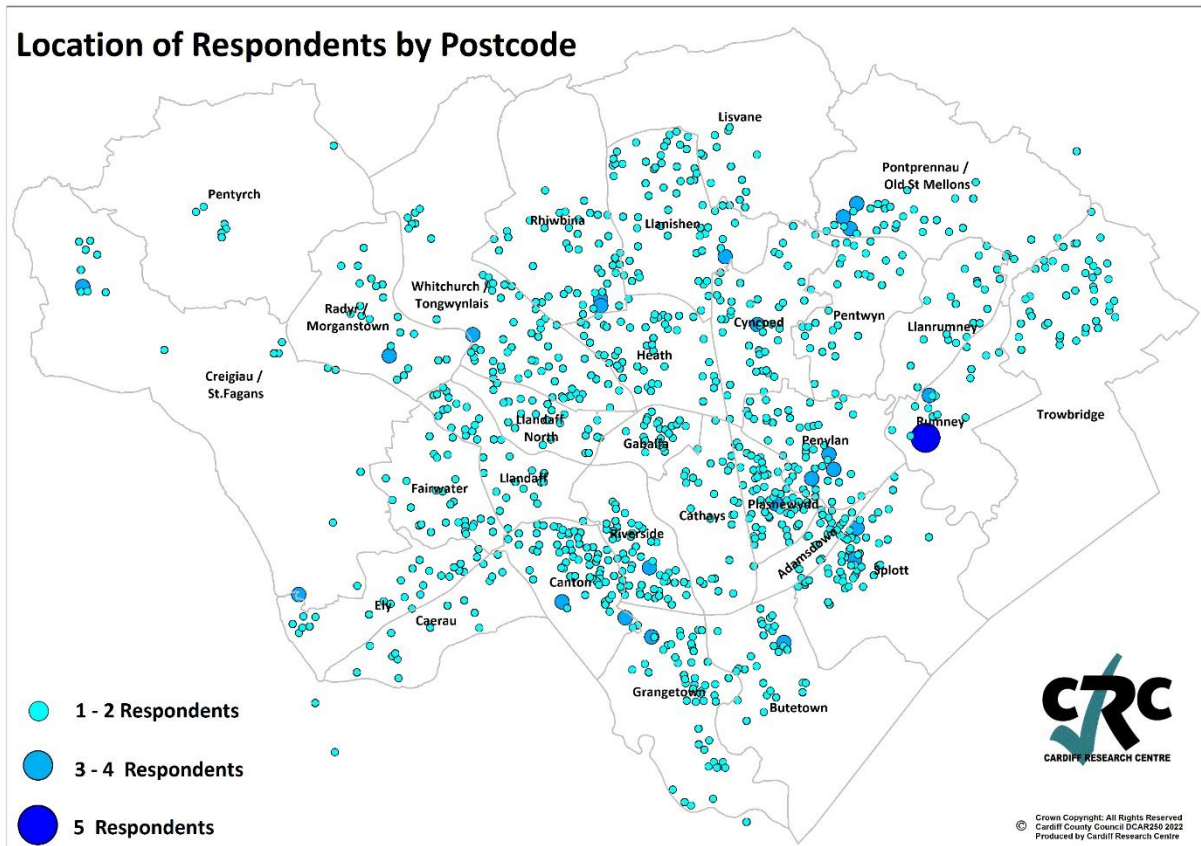 Location of Respondents by Postcode
Lisvane
Pontprennau /
Old St Mellons
Pentyrch
Rhiwbina
Llanishen
Whitchurch /
Tongwynlais
Radyr /
Morganstown
Cyncped
Pentwyn
Llanrumney
Heath
Creigiau /
St.Fagans
Llandaff
North
Gabalfa
Penylan
Rumney
Trowbridge
Fairwater
Llandaff
Cathays
Plasnewydd
Riverside
Adamsdown
Splott
Canton
Ely
Caerau
Grangetown
Butetown
1 - 2 Respondents
3 - 4 Respondents
5 Respondents
CRC
CARDIFF RESEARCH CENTRE
© Crown Copyright: All Rights Reserved
Cardiff County Council DCAR250 2022
Produced by Cardiff Research Centre